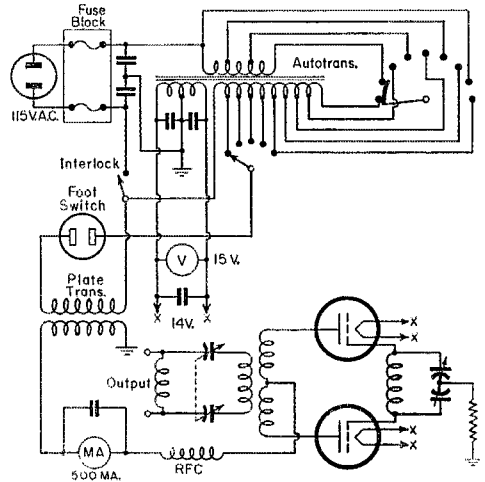 Fuse
Block
Autotrans.
115V.A.C.
Interlock
Foot
Switch
V
15 V.
Plate
Trans.
X
X
14V.
X
X
Output
X
X
MA
500 MA.
RFC